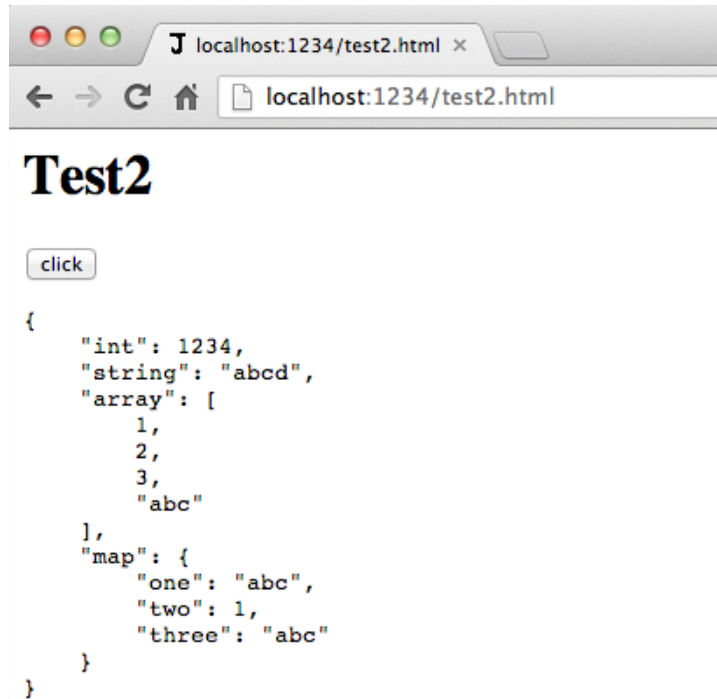 J localhost:1234/test2.html ×
localhost:1234/test2.html
Test2
click
{
    "int": 1234,
    "string": "abcd",
    "array": [
        1,
        2,
        3,
        "abc"
    ],
    "map": {
        "one": "abc",
        "two": 1,
        "three": "abc"
    }
}